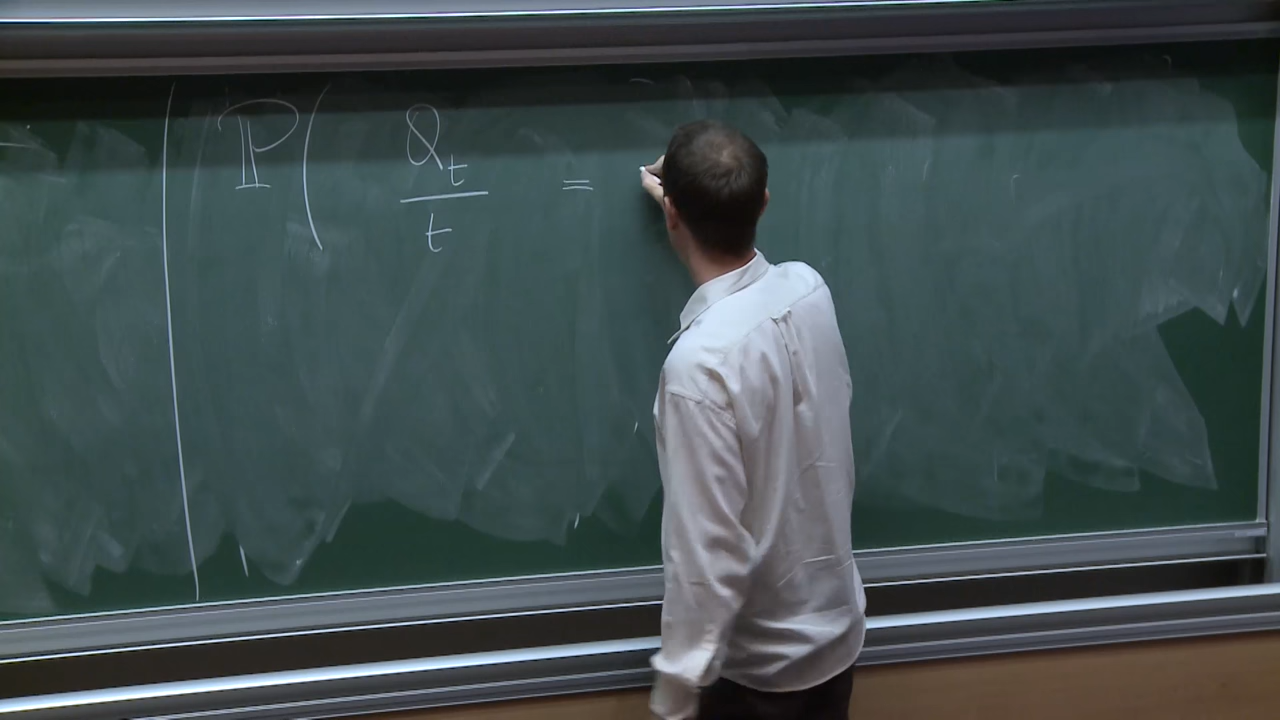 ℙ( Q_t / t =